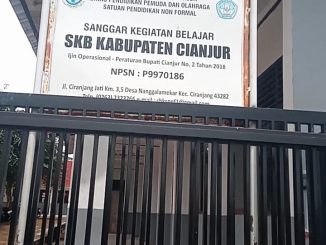 PENDIDIKAN PEMUDA DAN OLAHRAGA
SATUAN PENDIDIKAN NON FORMAL
SANGGAR KEGIATAN BELAJAR
SKB KABUPATEN CIANJUR
Ijin Operasional - Peraturan Bupati Cianjur No. 2 Tahun 2018
NPSN : P9970186
Jl. Ciranjang Jati Km. 3,5 Desa Nanggalamekar Kec. Ciranjang 43282
Telp.